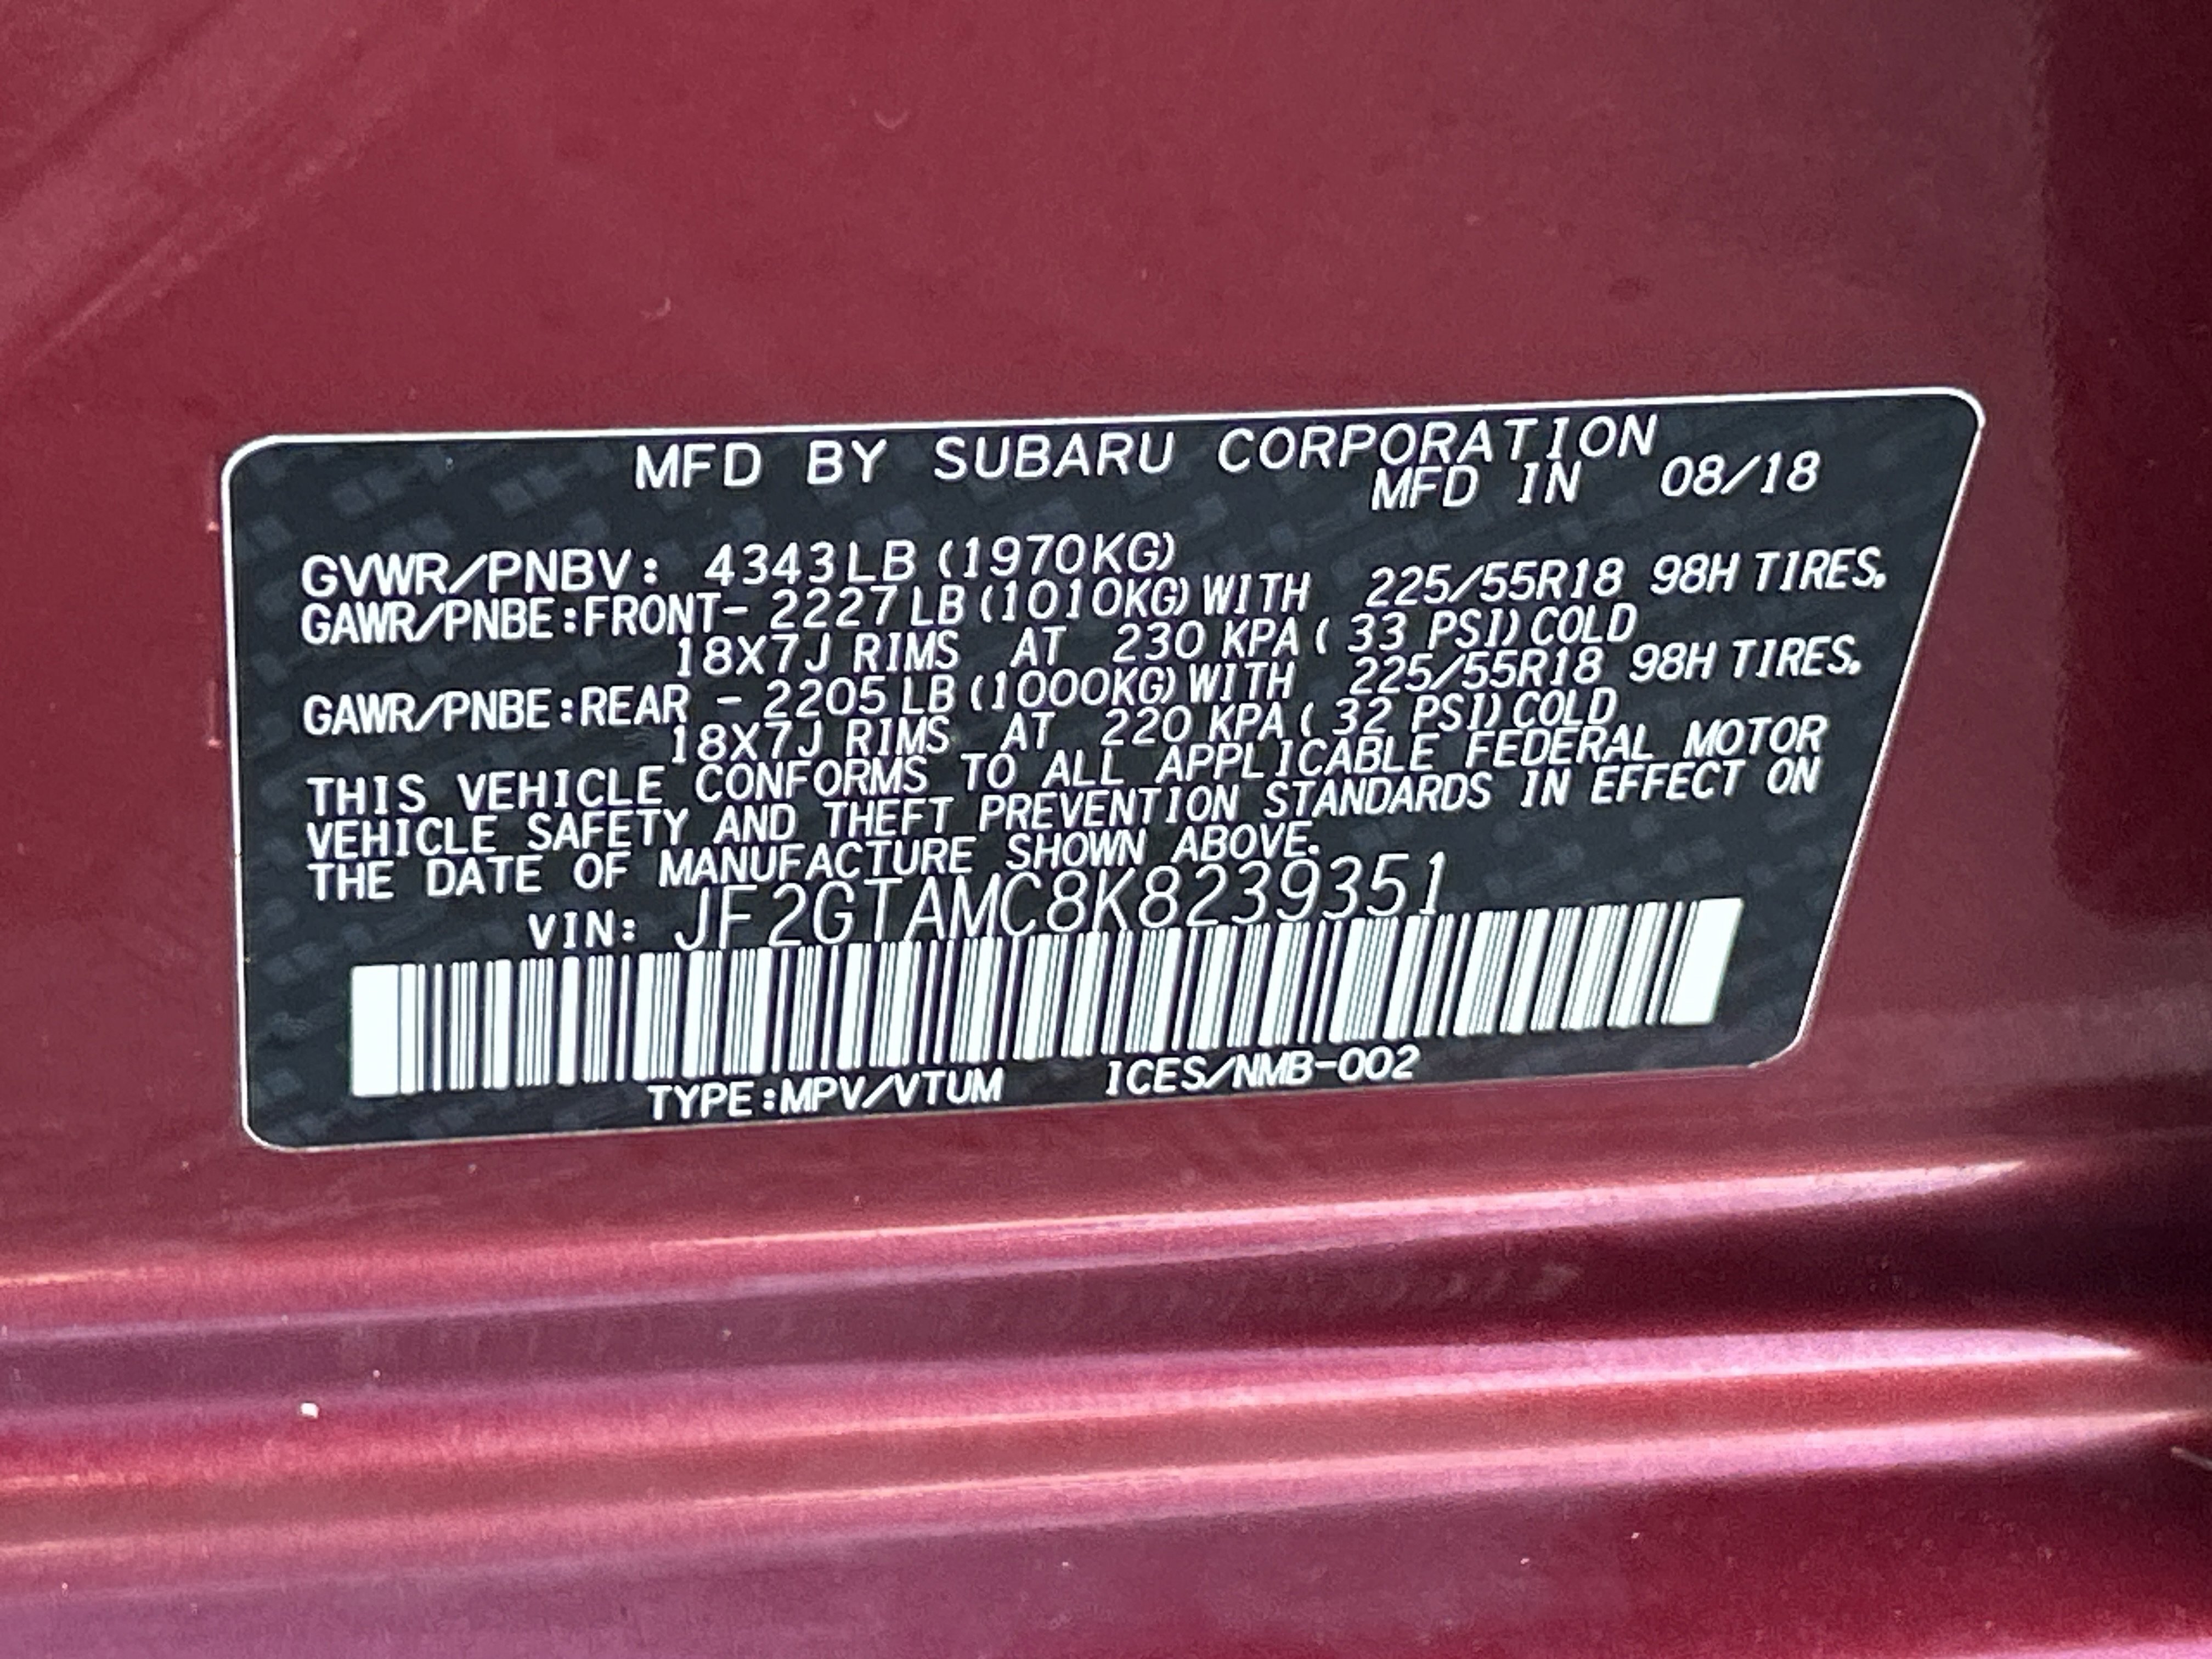 MFD BY SUBARU CORPORATION
MFD IN 08/18
GVWR/PNBV: 4343LB (1970KG)
GAWR/PNBE:FRONT- 2227LB (1010KG) WITH 225/55R18 98H TIRES,
18X7J RIMS AT 230 KPA ( 33 PSI) COLD
GAWR/PNBE:REAR - 2205LB (1000KG) WITH 225/55R18 98H TIRES,
18X7J RIMS AT 220 KPA ( 32 PSI) COLD
THIS VEHICLE CONFORMS TO ALL APPLICABLE FEDERAL MOTOR
VEHICLE SAFETY AND THEFT PREVENTION STANDARDS IN EFFECT ON
THE DATE OF MANUFACTURE SHOWN ABOVE.
VIN: JF2GTAMC8K8239351
TYPE:MPV/VTUM ICES/NMB-002